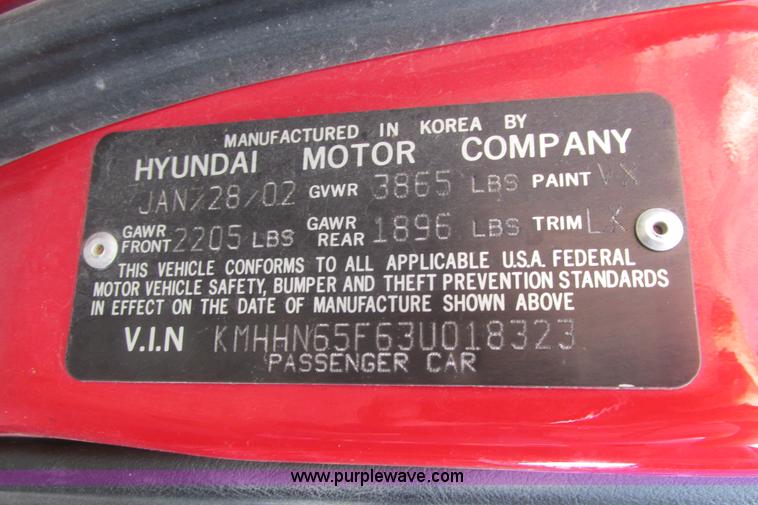 MANUFACTURED IN KOREA BY
HYUNDAI MOTOR COMPANY
JAN/28/02 GVWR 3865 LBS PAINT VX
GAWR FRONT 2205 LBS GAWR REAR 1896 LBS TRIM LX
THIS VEHICLE CONFORMS TO ALL APPLICABLE U.S.A. FEDERAL
MOTOR VEHICLE SAFETY, BUMPER AND THEFT PREVENTION STANDARDS
IN EFFECT ON THE DATE OF MANUFACTURE SHOWN ABOVE
V.I.N KMHHN65F63U018323
PASSENGER CAR
www.purplewave.com